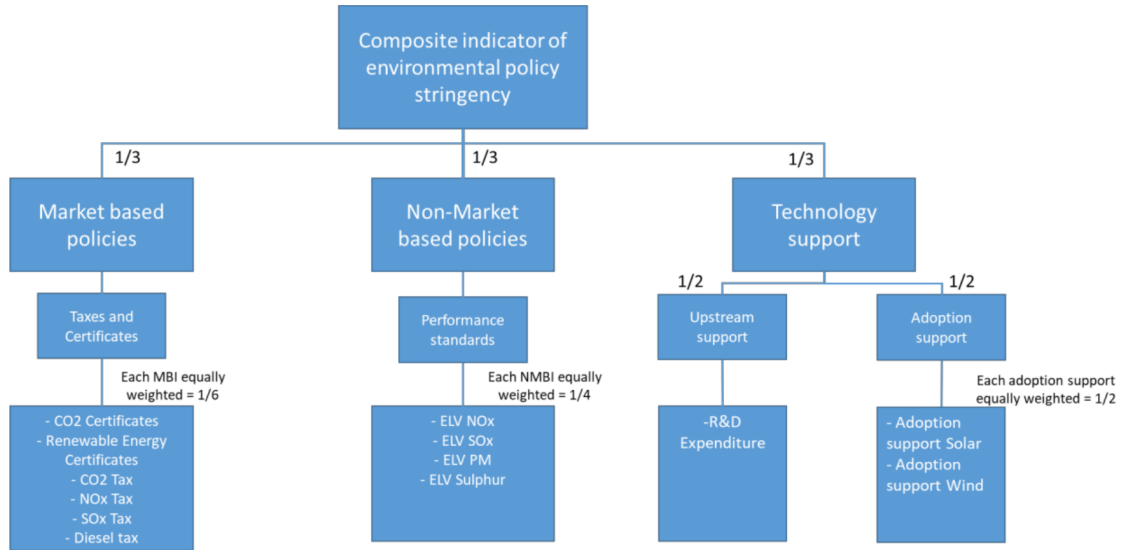 Composite indicator of
environmental policy
stringency
1/3
1/3
1/3
Market based
policies
Non-Market
based policies
Technology
support
1/2
1/2
Taxes and
Certificates
Performance
standards
Upstream
support
Adoption
support
Each MBI equally
weighted = 1/6
Each NMBI equally
weighted = 1/4
Each adoption support
equally weighted = 1/2
- CO2 Certificates
- Renewable Energy
Certificates
- CO2 Tax
- NOx Tax
- SOx Tax
- Diesel tax
- ELV NOx
- ELV SOx
- ELV PM
- ELV Sulphur
-R&D
Expenditure
- Adoption
support Solar
- Adoption
support Wind